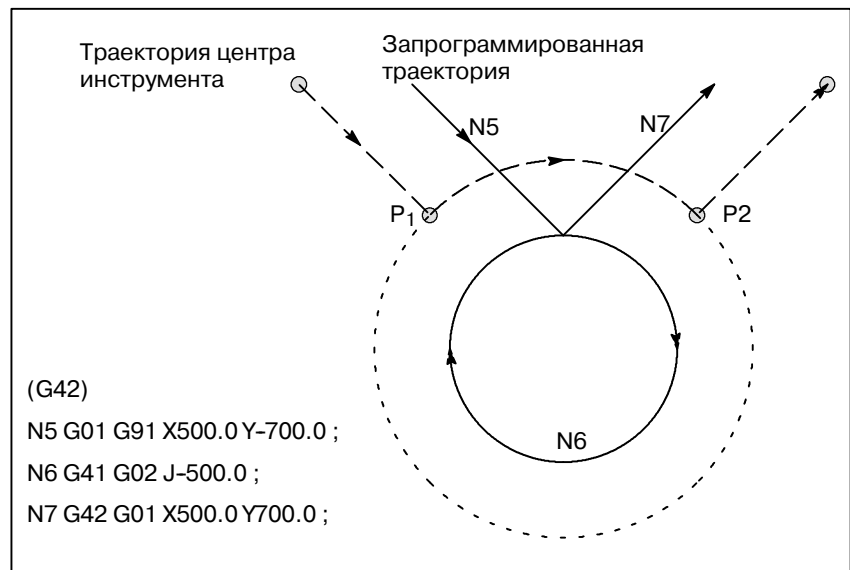 Траектория центра
инструмента
Запрограммированная
траектория
N5
N7
P1
P2
N6
(G42)
N5 G01 G91 X500.0 Y-700.0 ;
N6 G41 G02 J-500.0 ;
N7 G42 G01 X500.0 Y700.0 ;